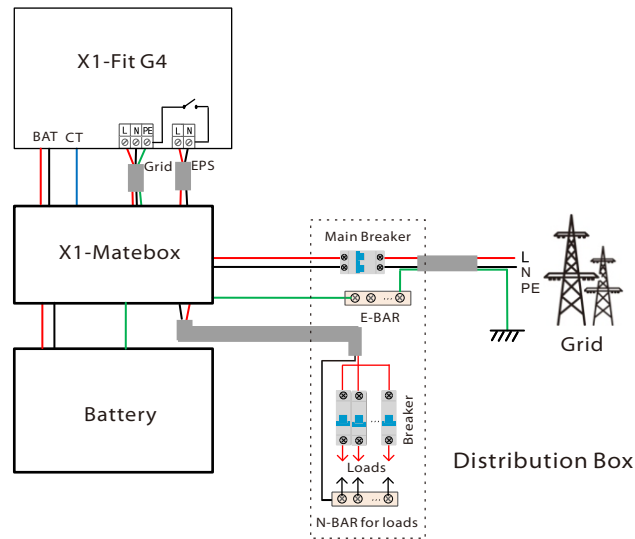 X1-Fit G4
BAT CT
L N PE L N
Grid EPS
X1-Matebox
Main Breaker
L
N
PE
...
E-BAR
Grid
Battery
Breaker
...
Loads
Distribution Box
...
N-BAR for loads